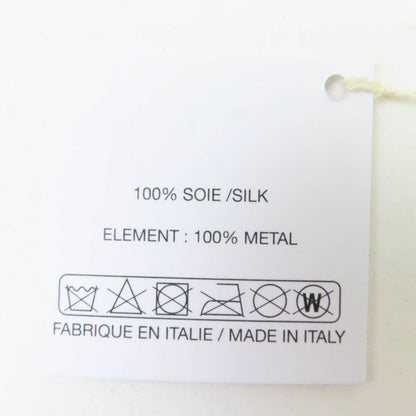 100% SOIE /SILK
ELEMENT : 100% METAL
W
FABRIQUE EN ITALIE / MADE IN ITALY